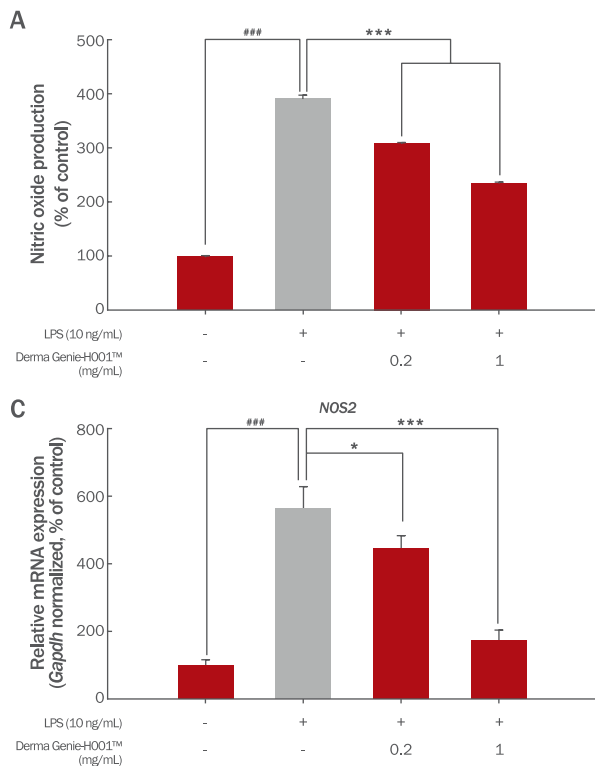 A
Nitric oxide production
(% of control)
500
400
300
200
100
0
###
***
LPS (10 ng/mL)
- + + +
Derma Genie-H001™
(mg/mL)
- - 0.2 1
C
NOS2
Relative mRNA expression
(Gapdh normalized, % of control)
800
600
400
200
0
###
***
*
LPS (10 ng/mL)
- + + +
Derma Genie-H001™
(mg/mL)
- - 0.2 1